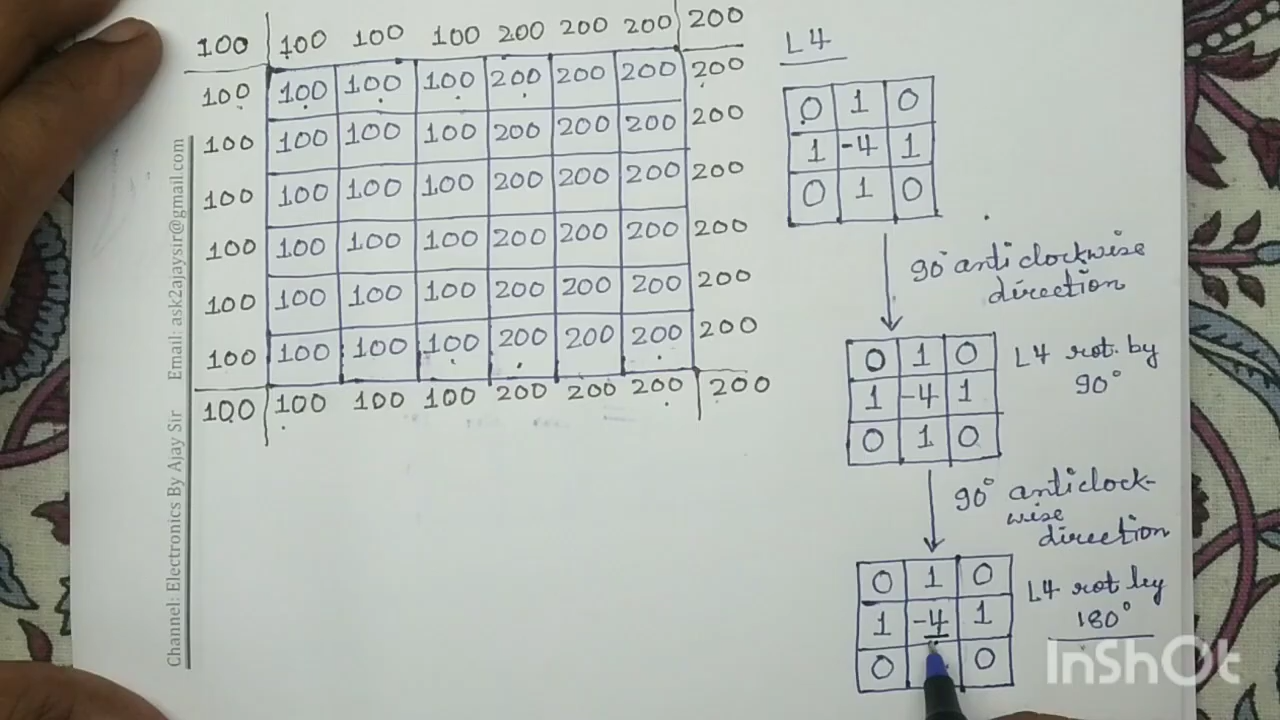 100 100 100 100 200 200 200 200
100 100 100 100 200 200 200 200
100 100 100 100 200 200 200 200
100 100 100 100 200 200 200 200
100 100 100 100 200 200 200 200
100 100 100 100 200 200 200 200
100 100 100 100 200 200 200 200
100 100 100 100 200 200 200 200
L4
0 1 0
1 -4 1
0 1 0
90° anticlockwise
direction
0 1 0
1 -4 1
0 1 0
L4 rot. by
90°
90° anticlock-
wise
direction
0 1 0
1 -4 1
0 0
L4 rot by
180°
Channel: Electronics By Ajay Sir Email: ask2ajaysir@gmail.com
InShOt